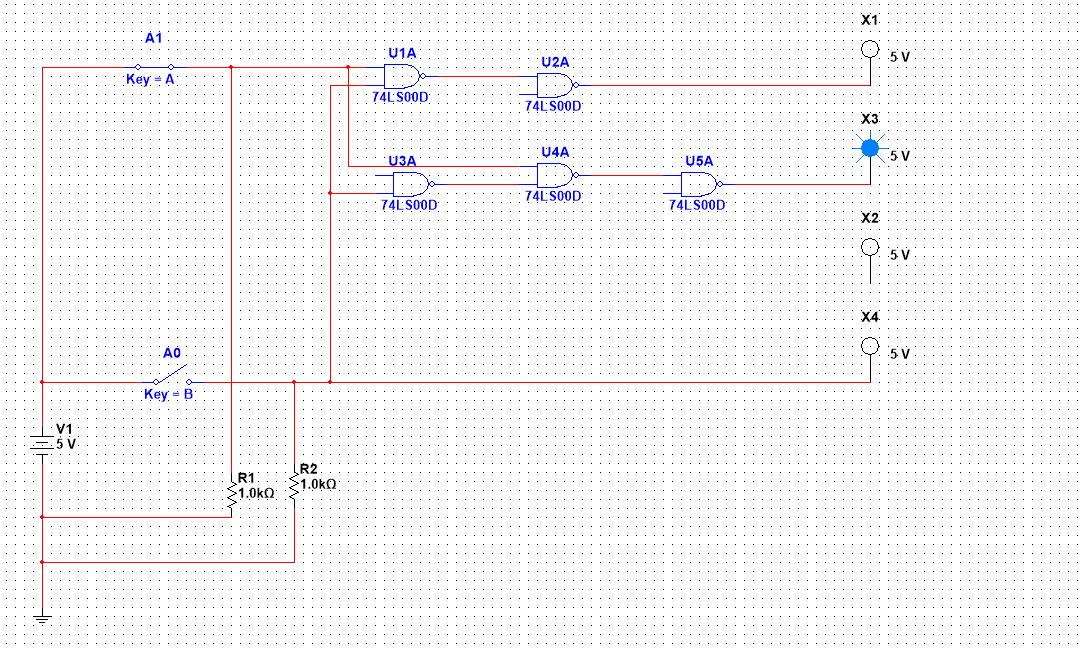 X1
5 V
A1
Key = A
U1A
74LS00D
U2A
74LS00D
X3
5 V
U3A
74LS00D
U4A
74LS00D
U5A
74LS00D
X2
5 V
X4
5 V
A0
Key = B
V1
5 V
R1
1.0kΩ
R2
1.0kΩ